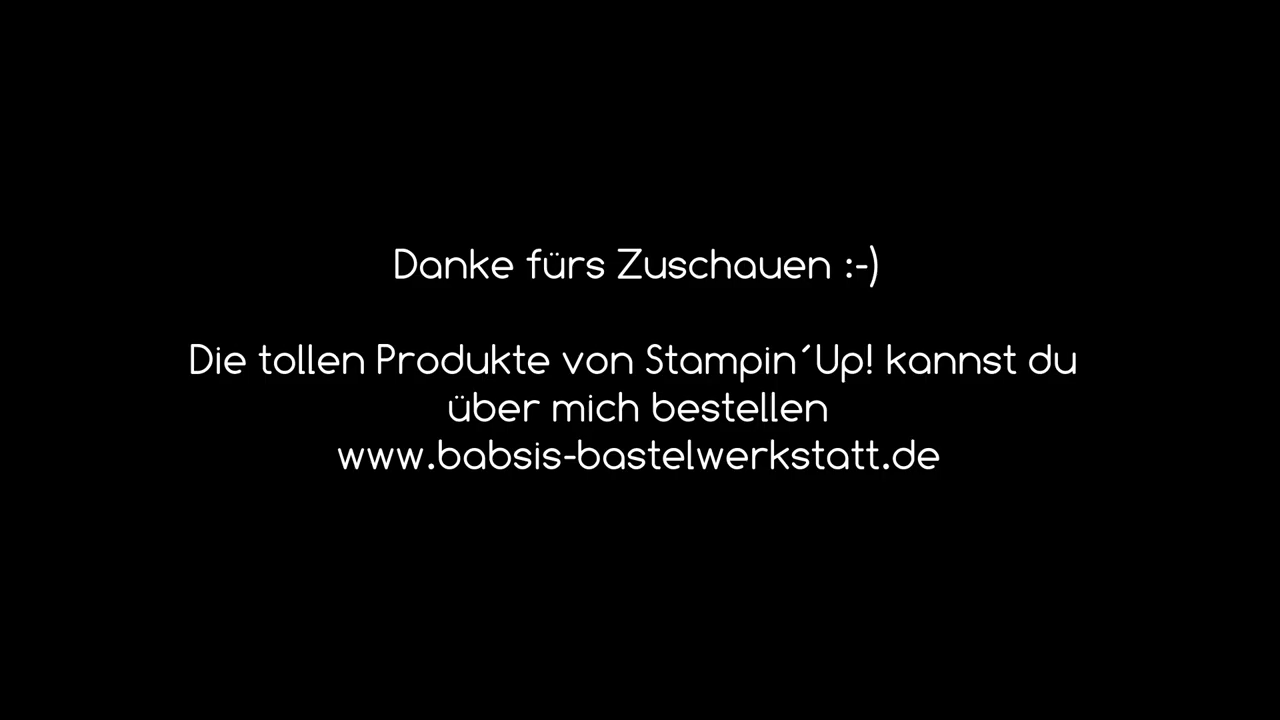 Danke fürs Zuschauen :-)
Die tollen Produkte von Stampin´Up! kannst du
über mich bestellen
www.babsis-bastelwerkstatt.de